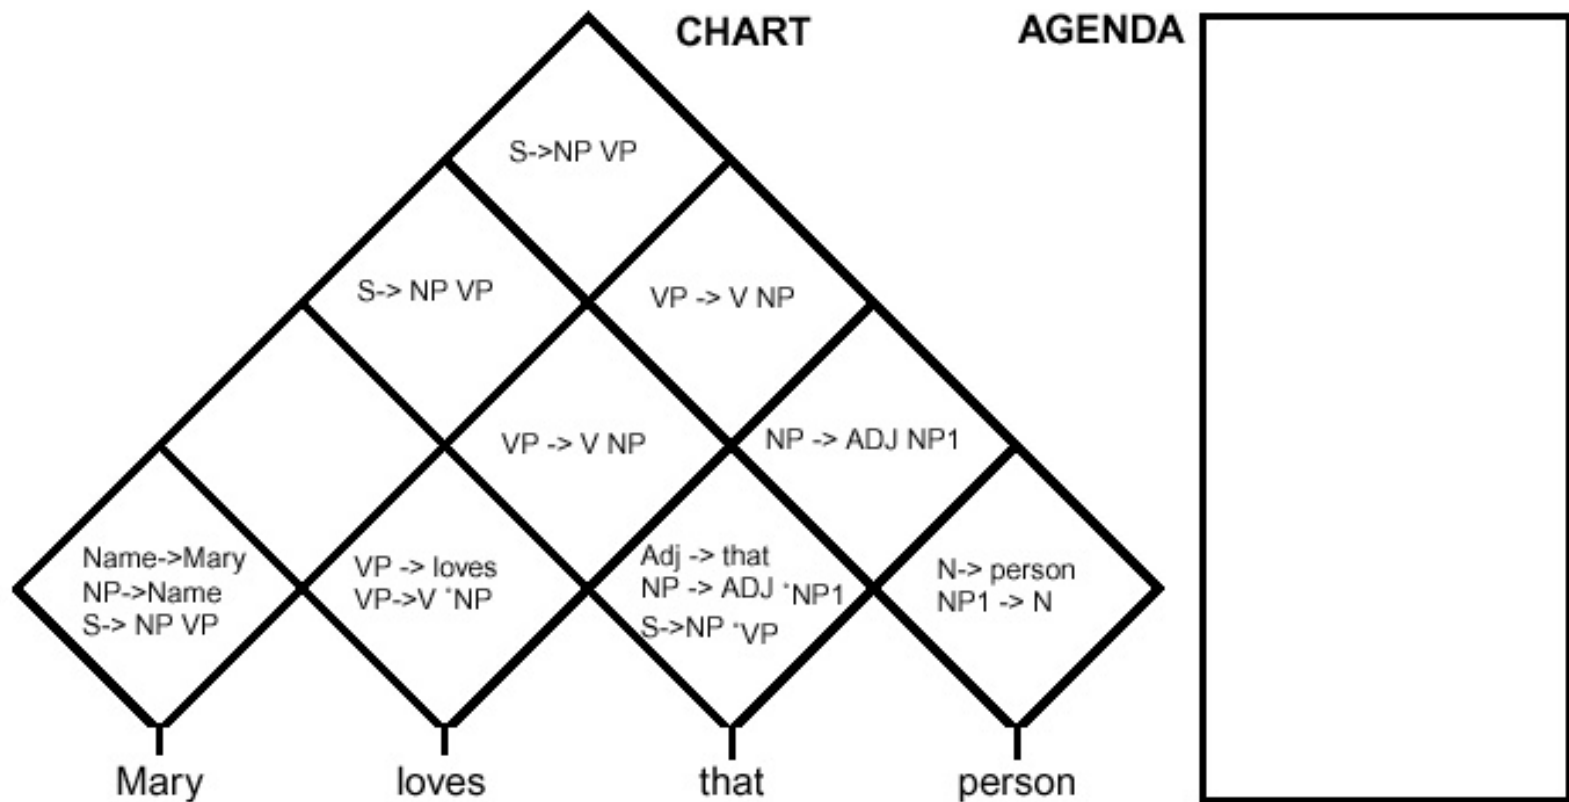 CHART
AGENDA
S->NP VP
S-> NP VP
VP -> V NP
VP -> V NP
NP -> ADJ NP1
Name->Mary
NP->Name
S-> NP VP
VP -> loves
VP->V *NP
Adj -> that
NP -> ADJ *NP1
S->NP *VP
N-> person
NP1 -> N
Mary
loves
that
person